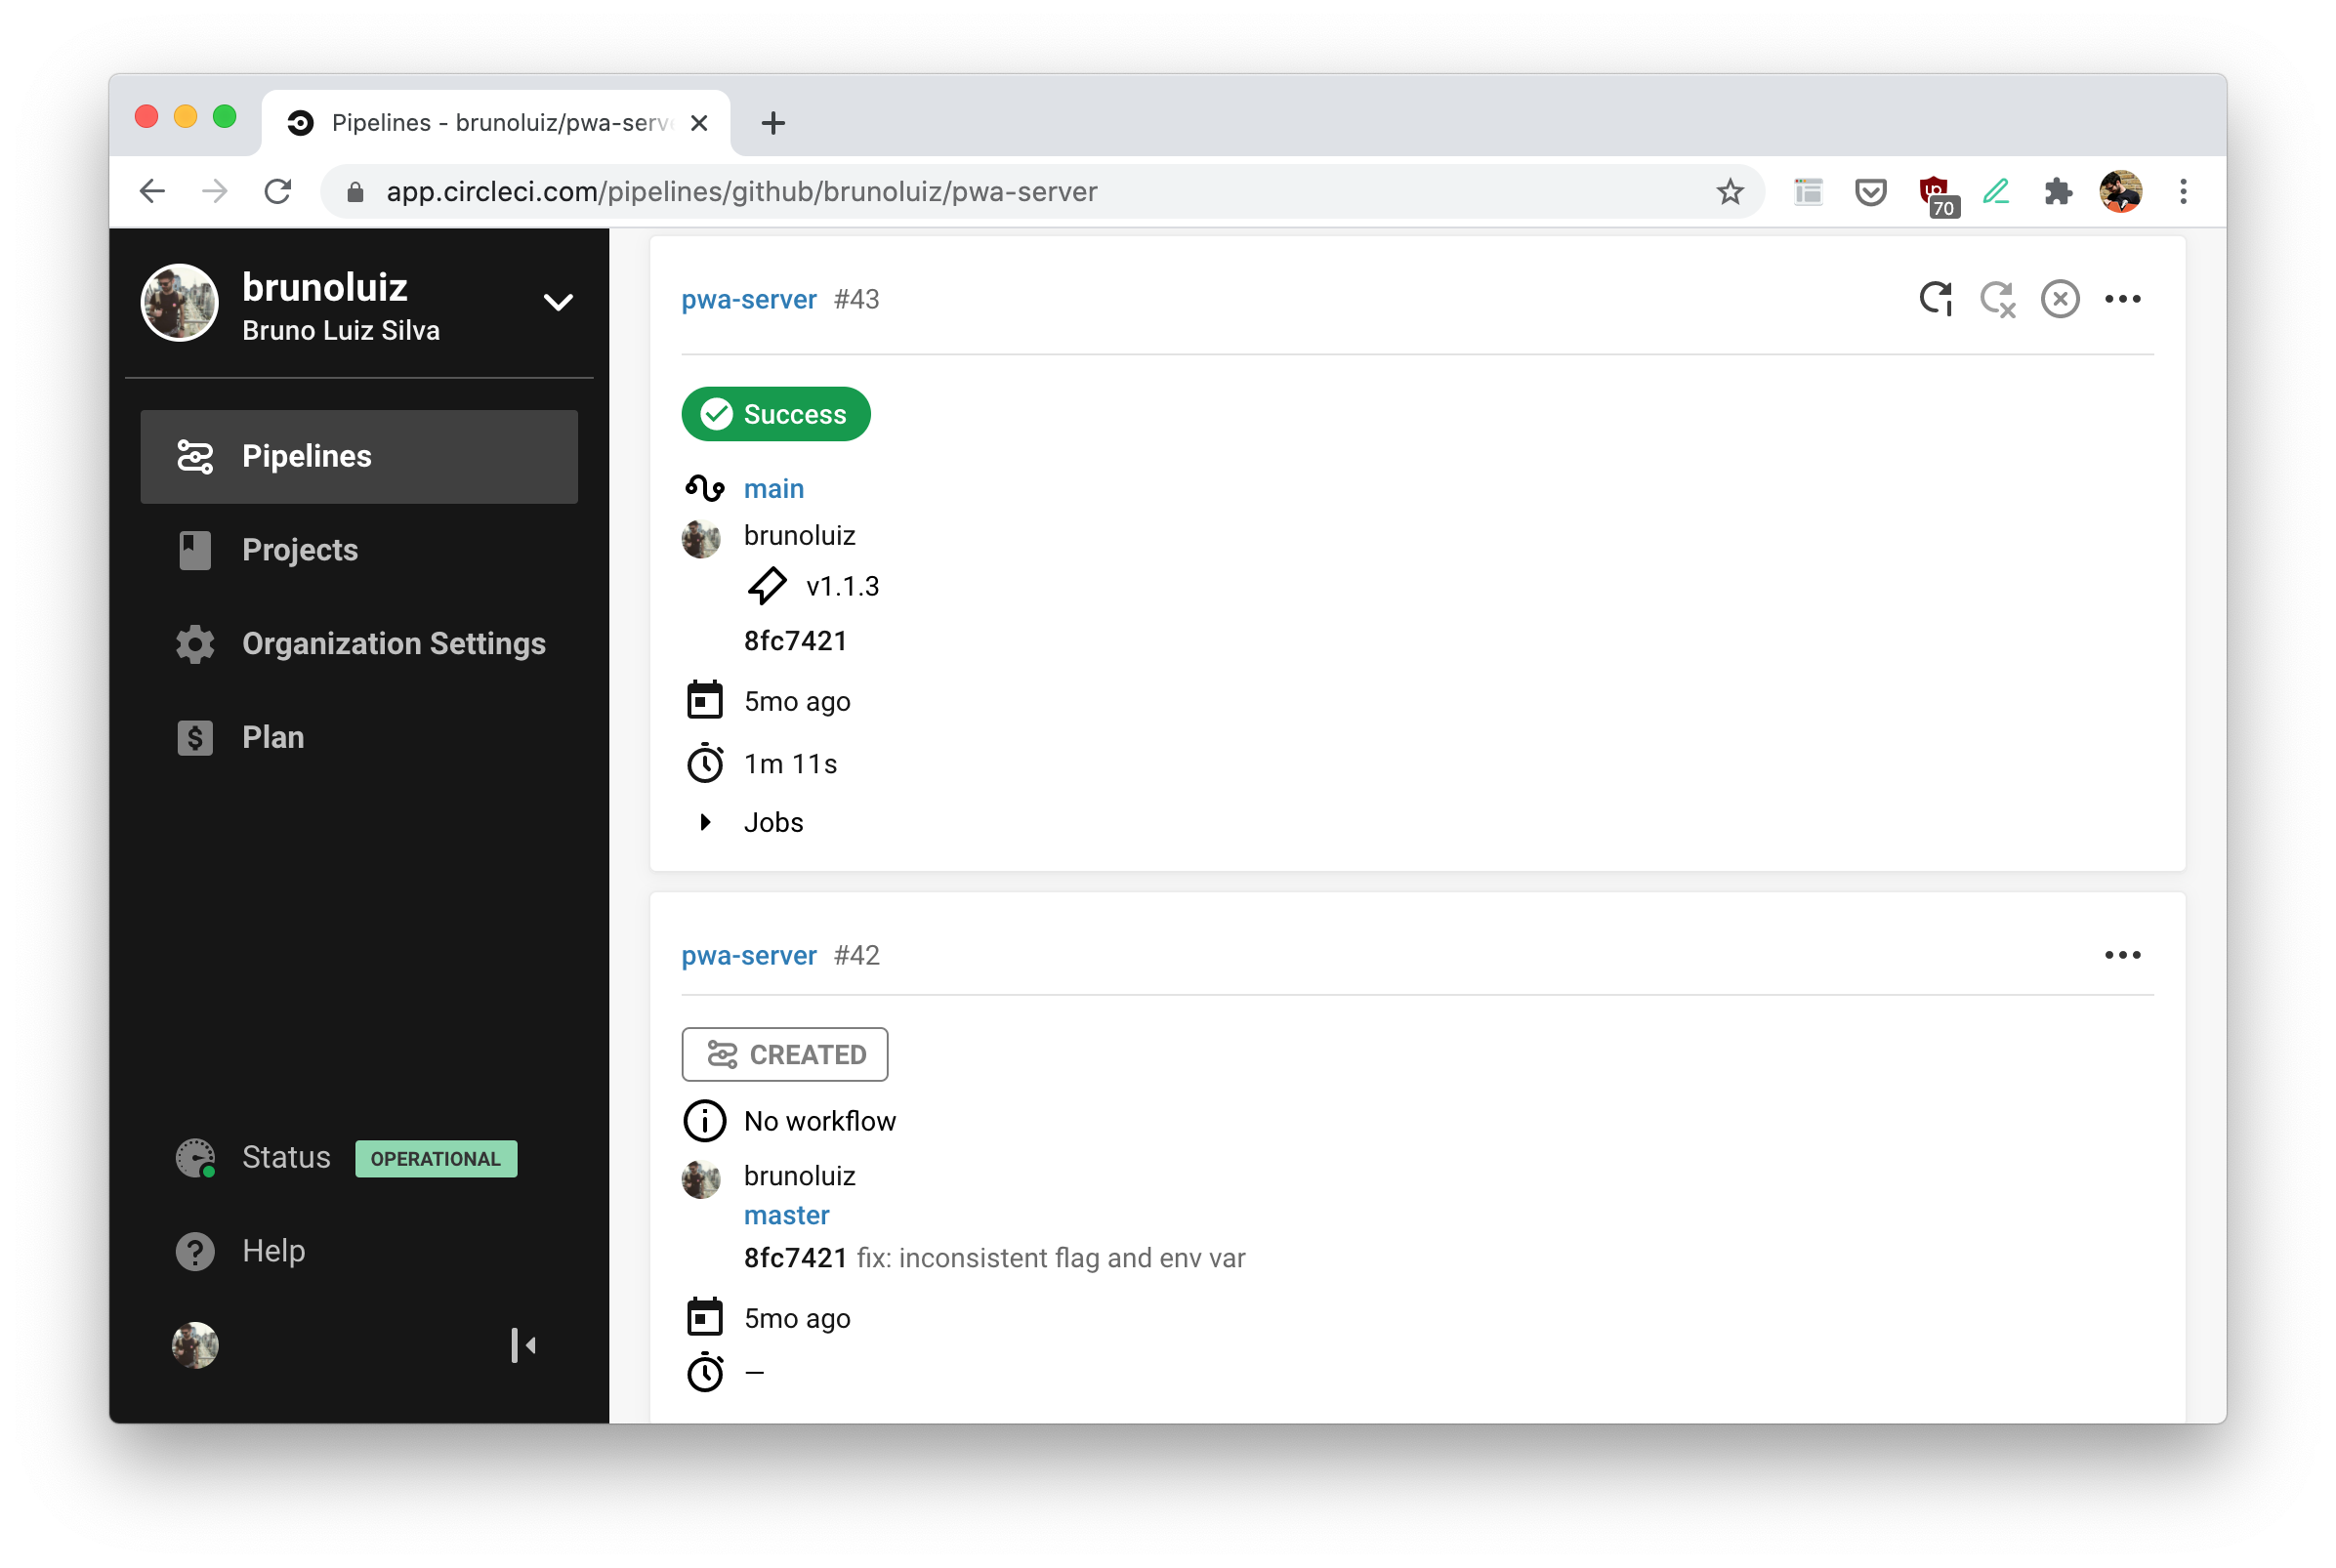 Pipelines - brunoluiz/pwa-serve
app.circleci.com/pipelines/github/brunoluiz/pwa-server
70
brunoluiz
Bruno Luiz Silva
Pipelines
Projects
Organization Settings
Plan
Status OPERATIONAL
Help
pwa-server #43
Success
main
brunoluiz
v1.1.3
8fc7421
5mo ago
1m 11s
Jobs
pwa-server #42
CREATED
No workflow
brunoluiz
master
8fc7421 fix: inconsistent flag and env var
5mo ago
—